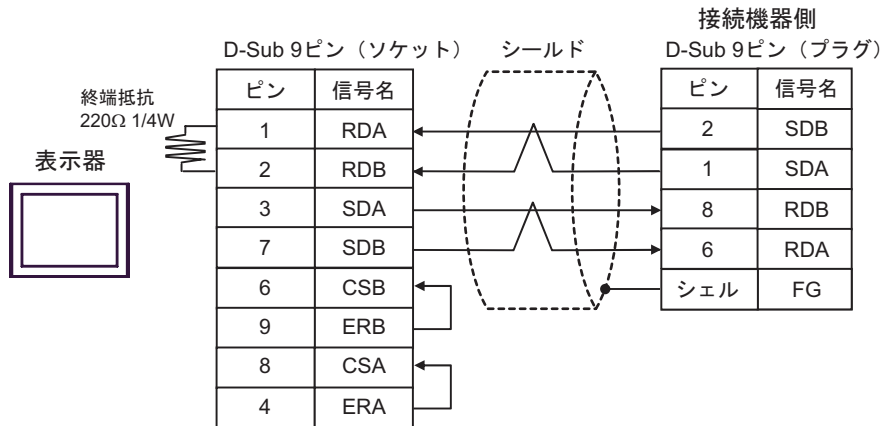 接続機器側
D-Sub 9ピン（ソケット） シールド D-Sub 9ピン（プラグ）
終端抵抗
220Ω 1/4W
表示器
ピン 信号名
1 RDA
2 RDB
3 SDA
7 SDB
6 CSB
9 ERB
8 CSA
4 ERA
ピン 信号名
2 SDB
1 SDA
8 RDB
6 RDA
シェル FG